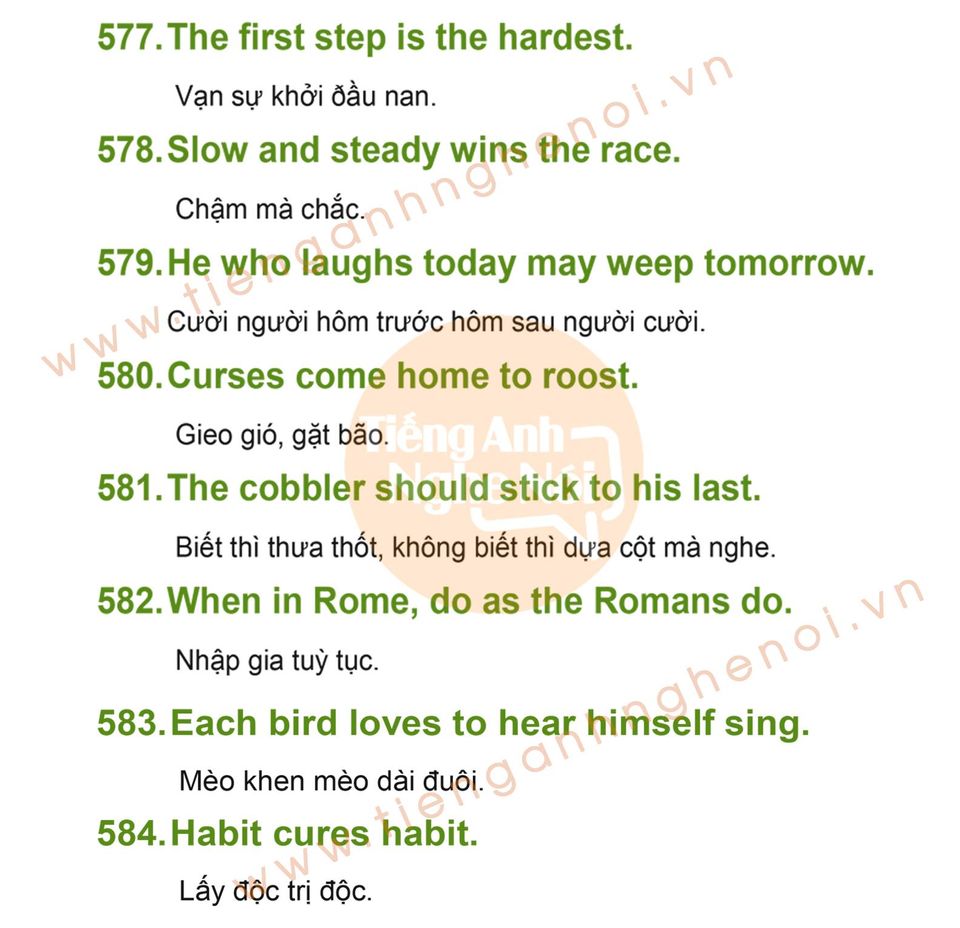 577.The first step is the hardest.
Vạn sự khởi ðầu nan.
578.Slow and steady wins the race.
Chậm mà chắc.
579.He who laughs today may weep tomorrow.
Cười người hôm trước hôm sau người cười.
580.Curses come home to roost.
Gieo gió, gặt bão.
Tiếng Anh
Nghe Nói
581.The cobbler should stick to his last.
Biết thì thưa thốt, không biết thì dựa cột mà nghe.
582.When in Rome, do as the Romans do.
Nhập gia tuỳ tục.
583.Each bird loves to hear himself sing.
Mèo khen mèo dài đuôi.
584.Habit cures habit.
Lấy độc trị độc.
www.tienganhnghenoi.vn
www.tienganhnghenoi.vn